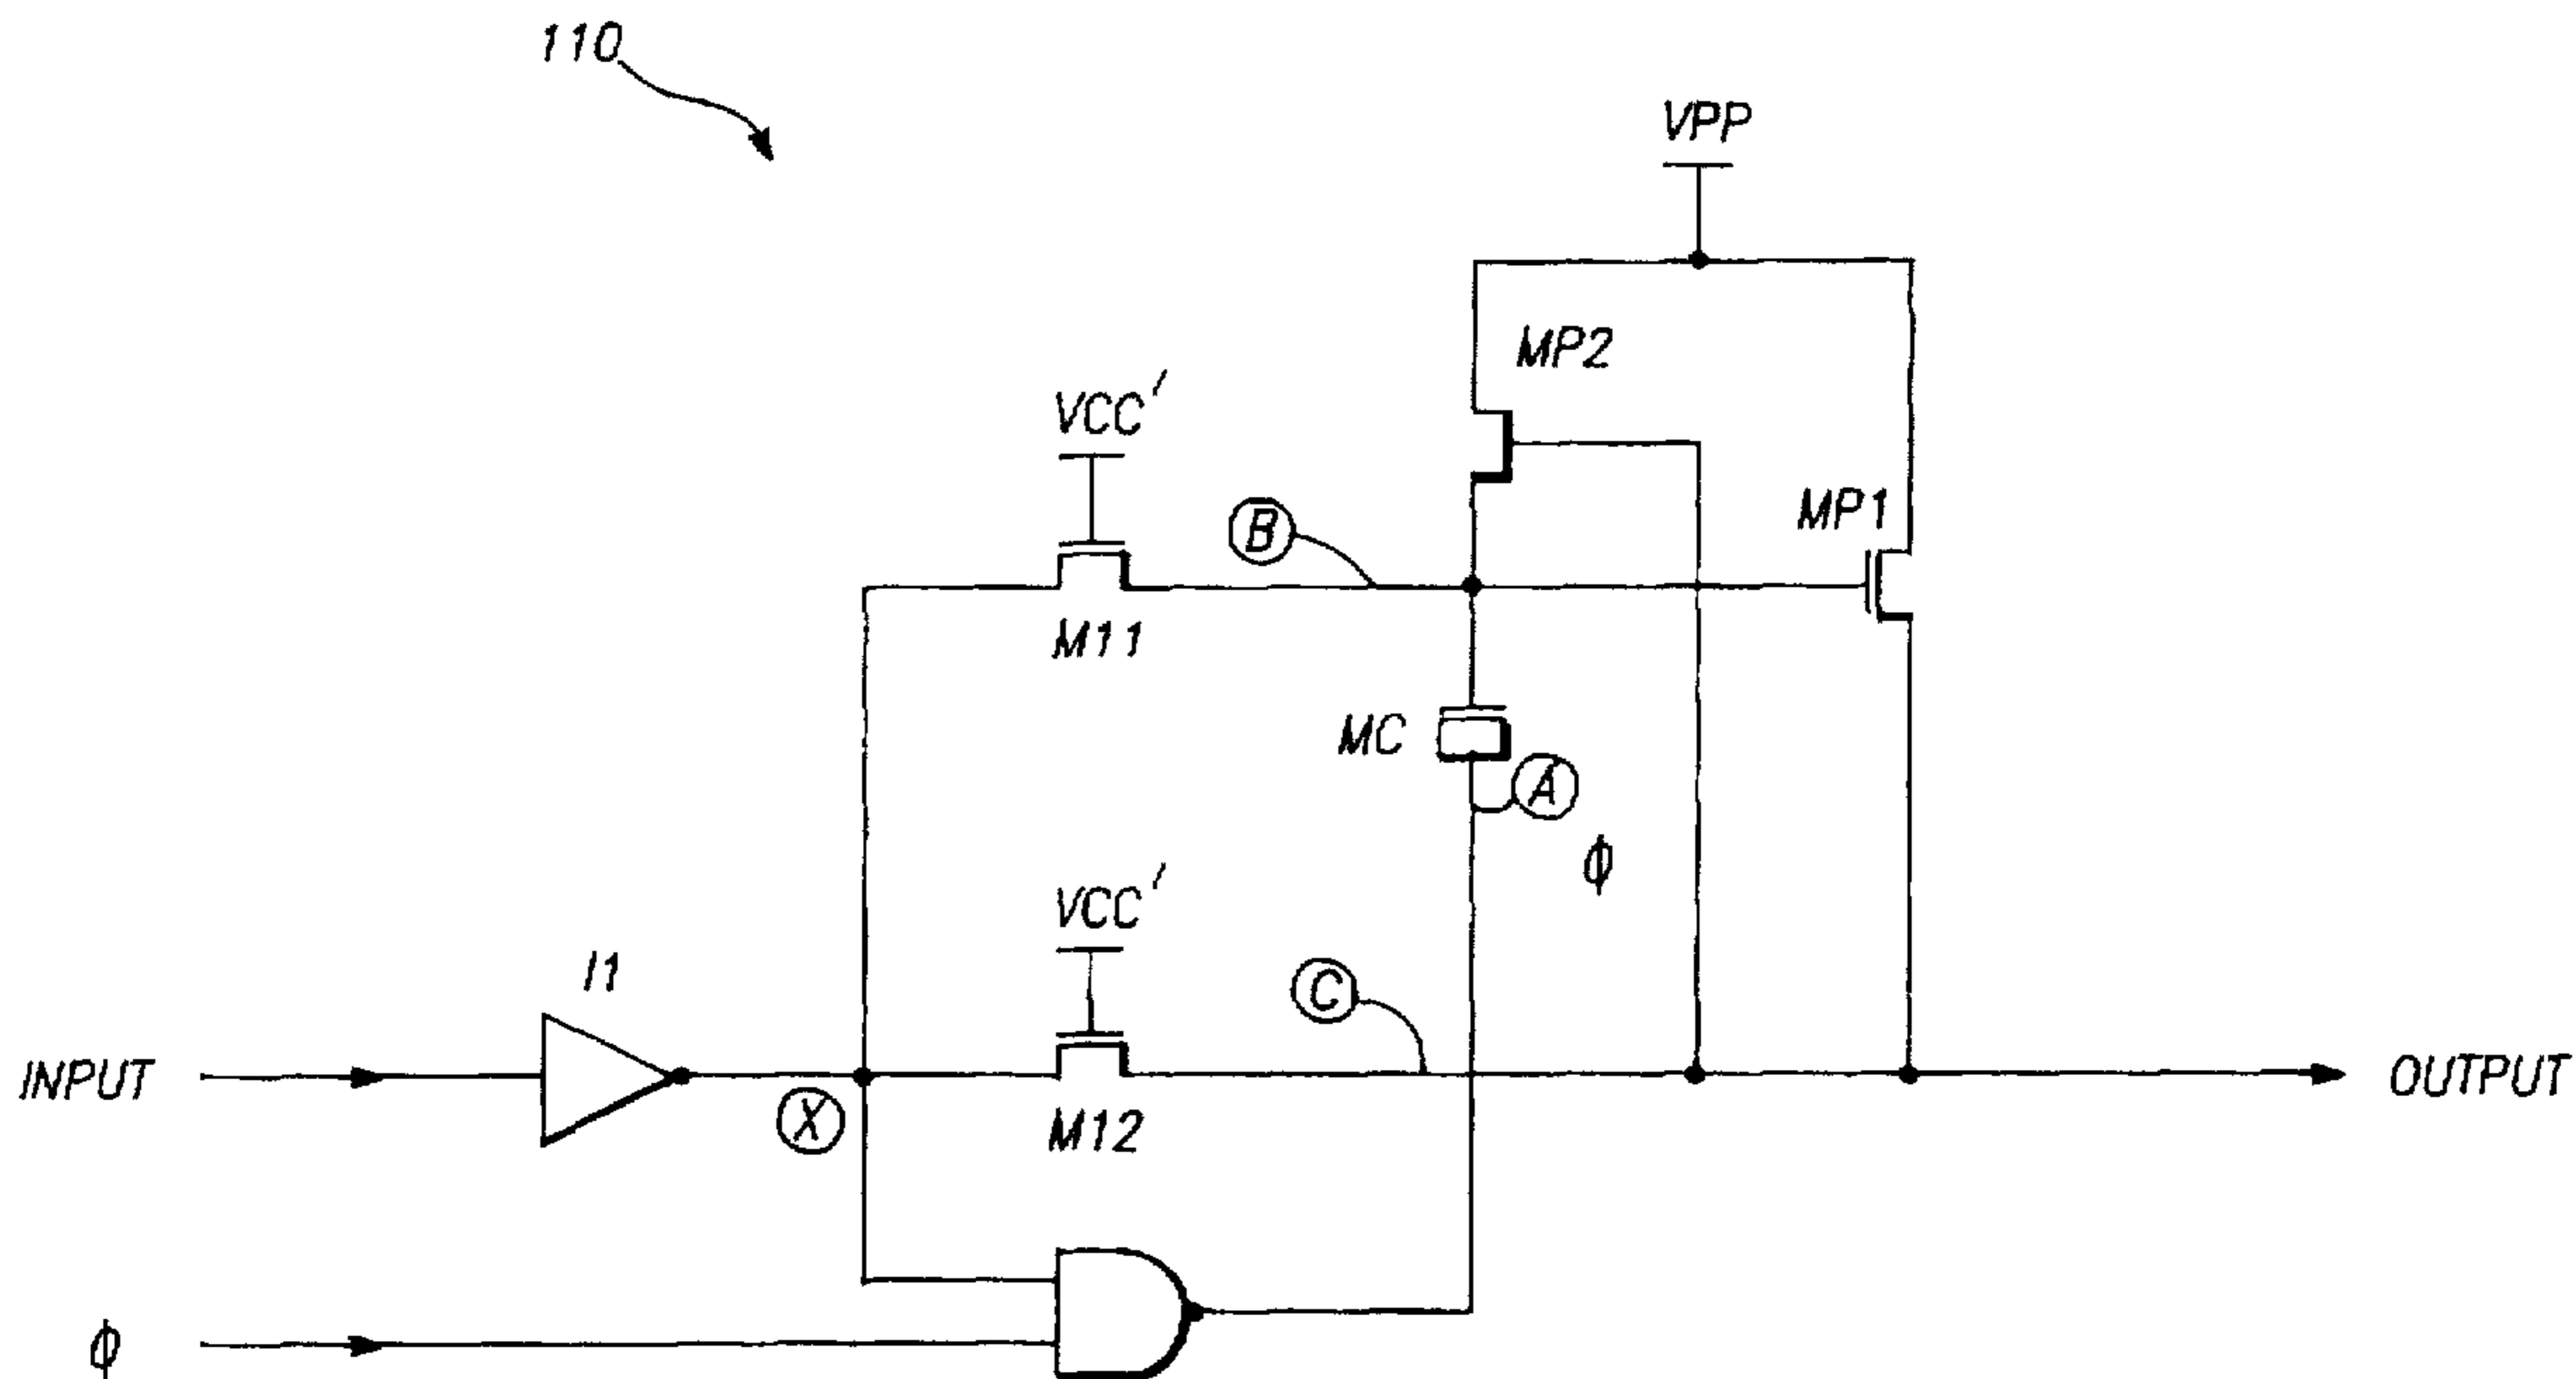 110
VPP
MP2
VCC'
B
MP1
M11
MC
A
ϕ
VCC'
I1
C
INPUT
OUTPUT
X
M12
ϕ